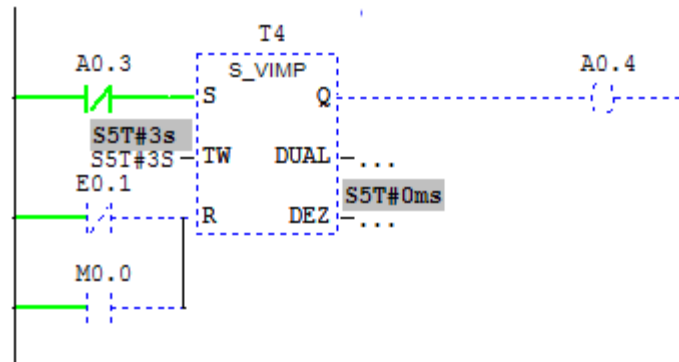 T4
A0.3
S_VIMP
A0.4
S
Q
S5T#3s
S5T#3S
TW
DUAL
...
E0.1
S5T#0ms
R
DEZ
...
M0.0